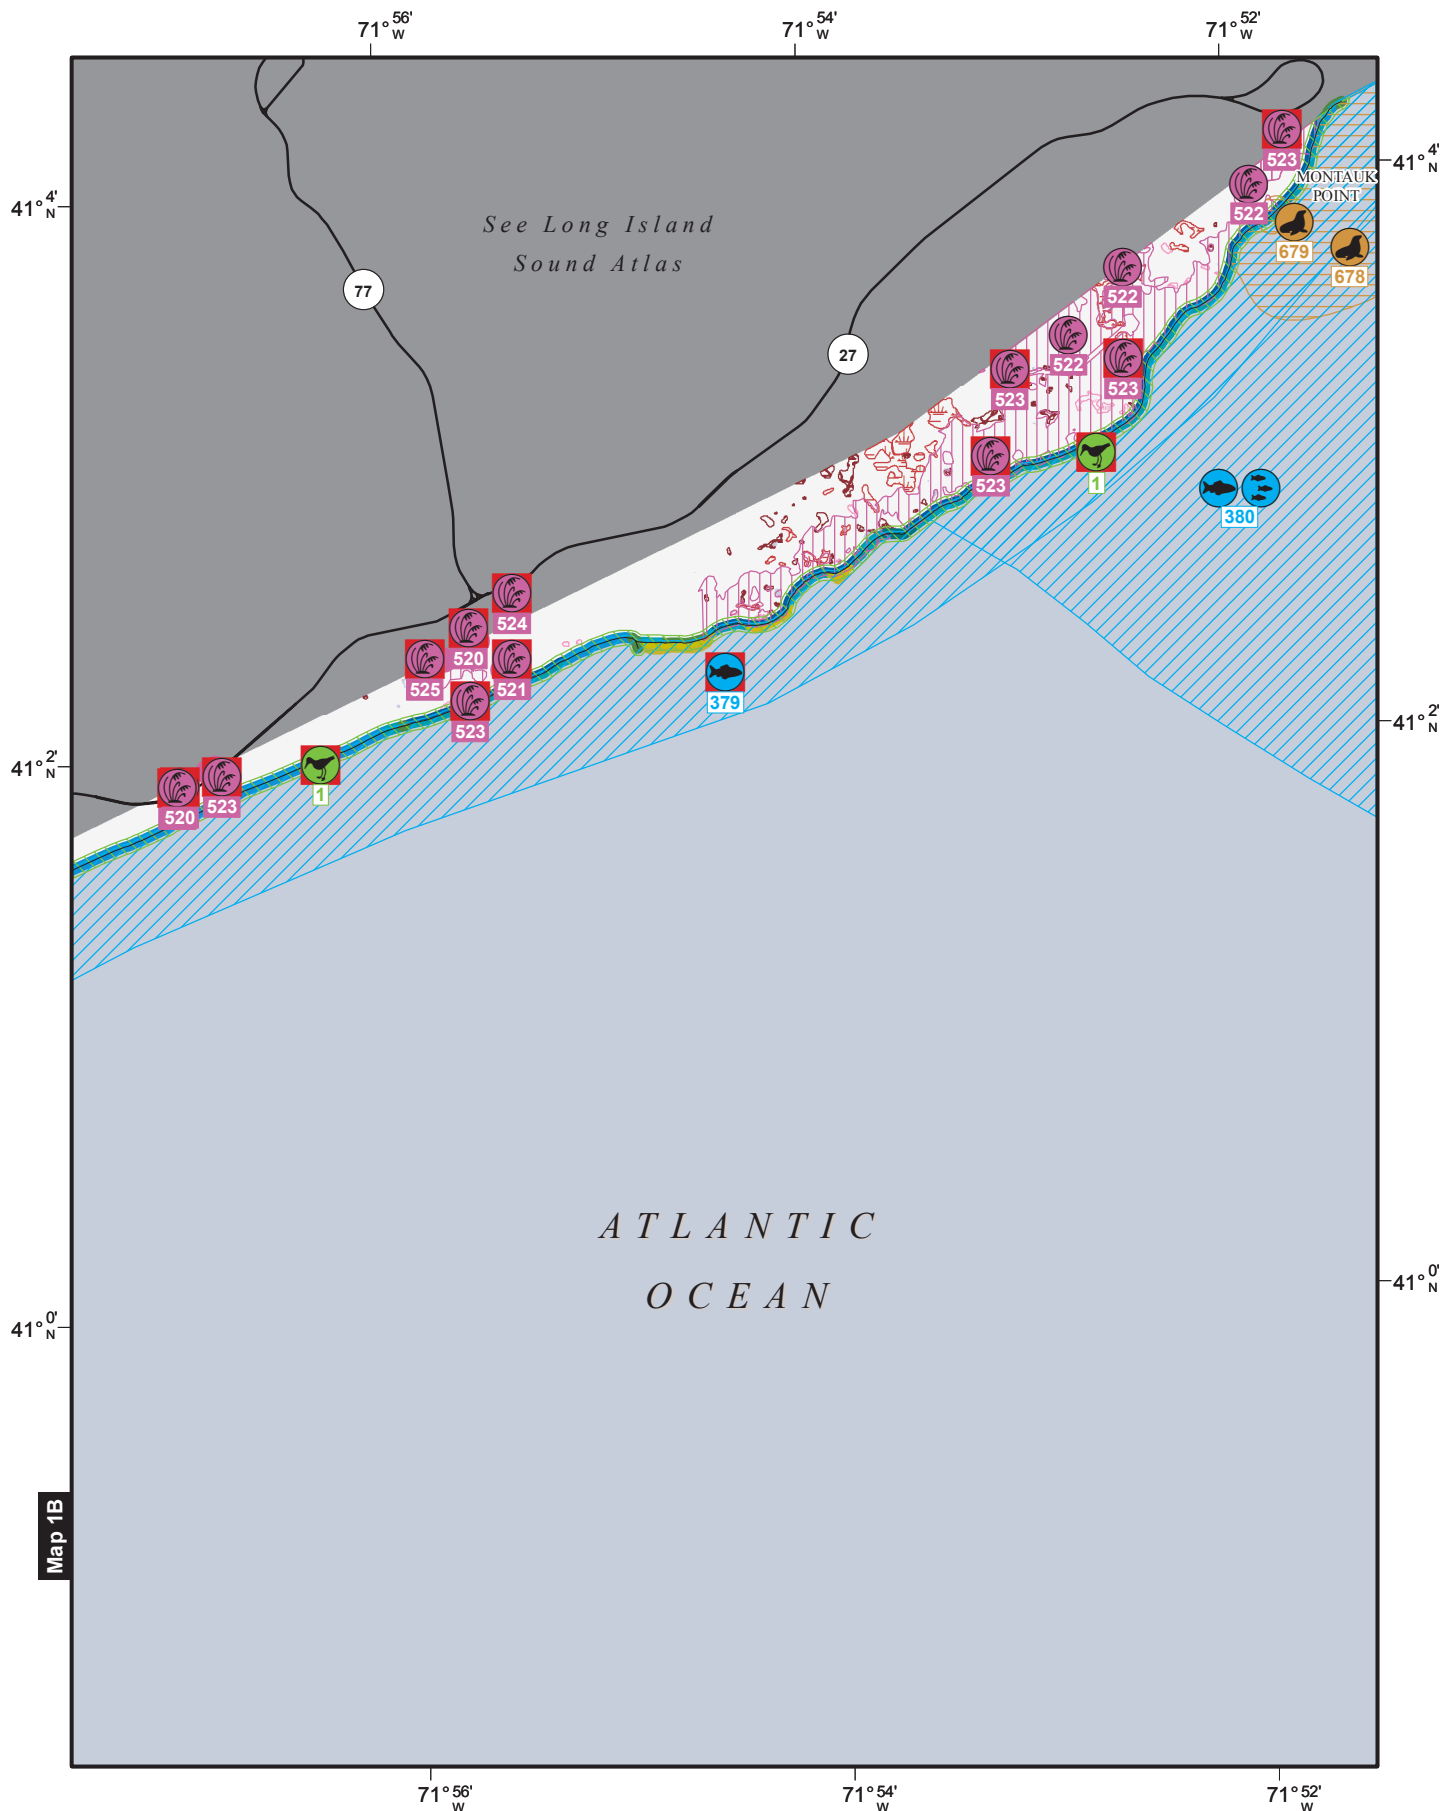 71°56'W
71°54'W
71°52'W
41°4'N
41°4'N
523
MONTAUK
POINT
522
679
678
See Long Island
Sound Atlas
77
522
27
522
523
523
523
1
380
524
520
525
521
379
523
41°2'N
41°2'N
1
520
523
ATLANTIC
OCEAN
41°0'N
41°0'N
Map 1B
71°56'W
71°54'W
71°52'W